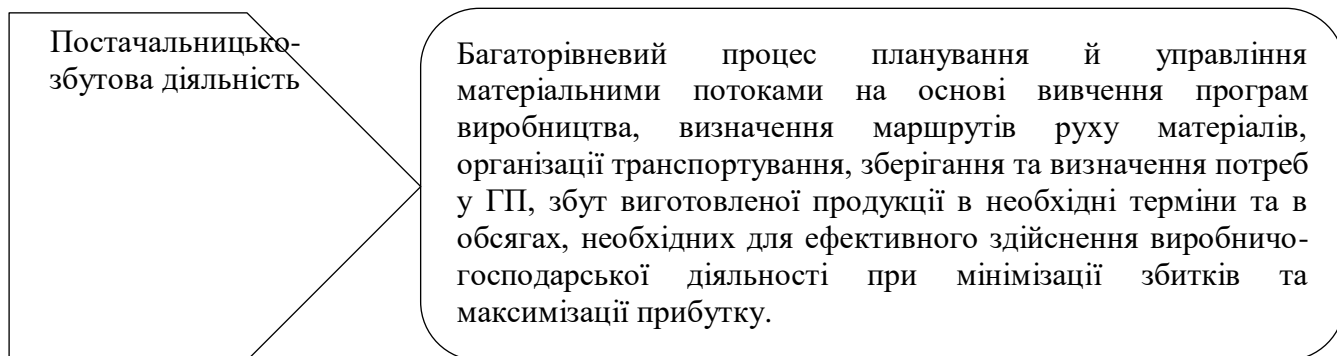 Постачальницько-
збутова діяльність
Багаторівневий процес планування й управління
матеріальними потоками на основі вивчення програм
виробництва, визначення маршрутів руху матеріалів,
організації транспортування, зберігання та визначення потреб
у ГП, збут виготовленої продукції в необхідні терміни та в
обсягах, необхідних для ефективного здійснення виробничо-
господарської діяльності при мінімізації збитків та
максимізації прибутку.